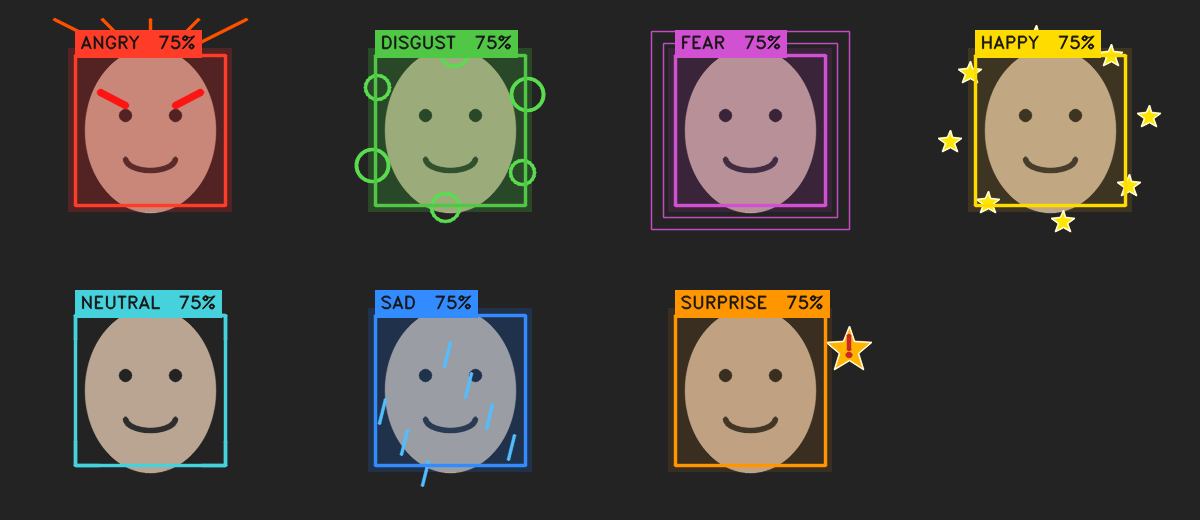 ANGRY 75%
DISGUST 75%
FEAR 75%
HAPPY 75%
NEUTRAL 75%
SAD 75%
SURPRISE 75%
!